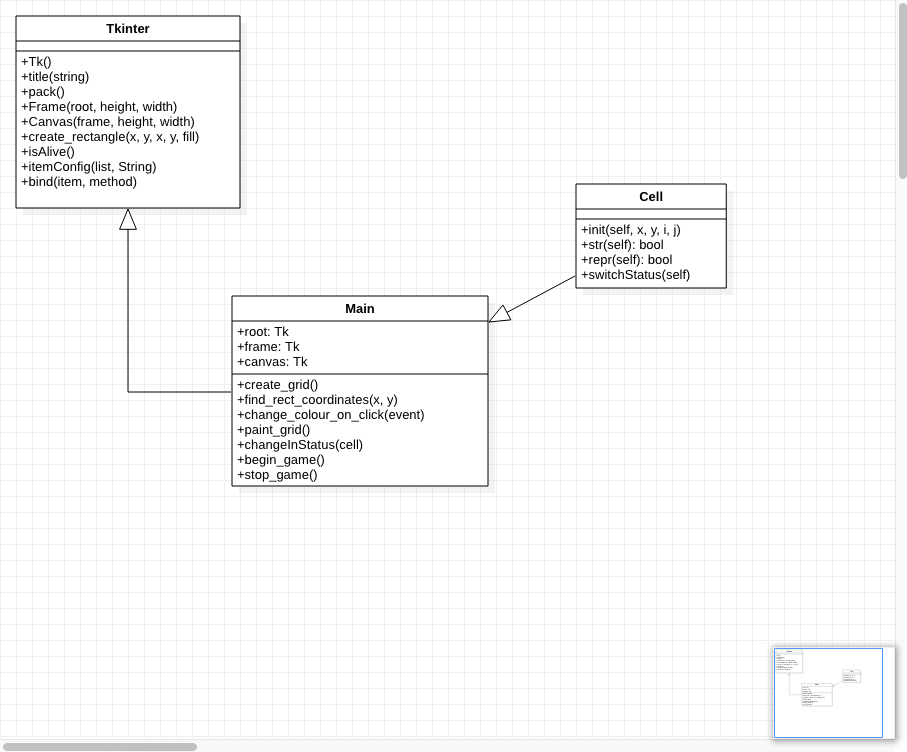 Tkinter
+Tk()
+title(string)
+pack()
+Frame(root, height, width)
+Canvas(frame, height, width)
+create_rectangle(x, y, x, y, fill)
+isAlive()
+itemConfig(list, String)
+bind(item, method)
Cell
+init(self, x, y, i, j)
+str(self): bool
+repr(self): bool
+switchStatus(self)
Main
+root: Tk
+frame: Tk
+canvas: Tk
+create_grid()
+find_rect_coordinates(x, y)
+change_colour_on_click(event)
+paint_grid()
+changeInStatus(cell)
+begin_game()
+stop_game()